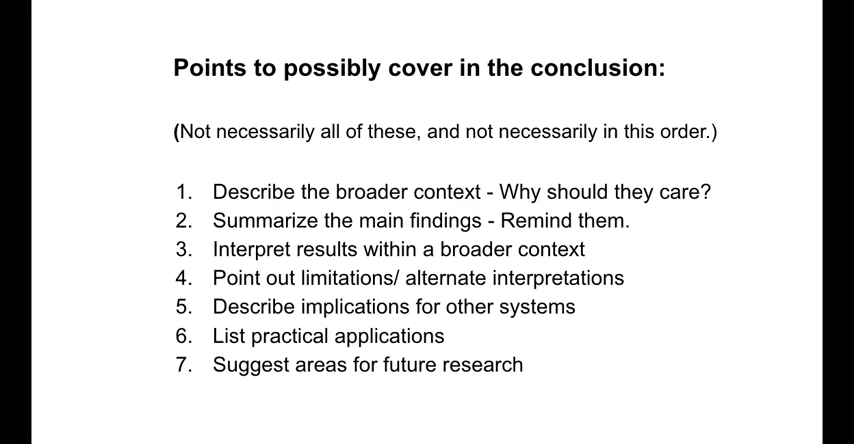 Points to possibly cover in the conclusion:
(Not necessarily all of these, and not necessarily in this order.)
1. Describe the broader context - Why should they care?
2. Summarize the main findings - Remind them.
3. Interpret results within a broader context
4. Point out limitations/ alternate interpretations
5. Describe implications for other systems
6. List practical applications
7. Suggest areas for future research